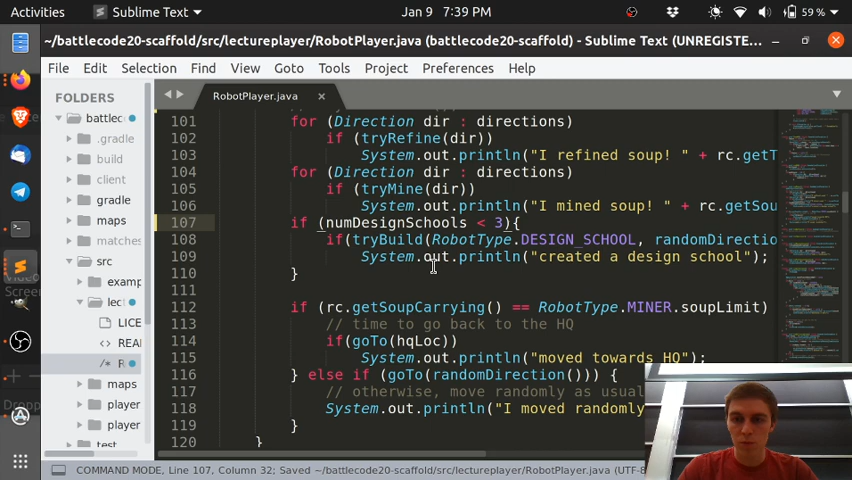 Activities
Sublime Text
Jan 9 7:39 PM
59 %
~/battlecode20-scaffold/src/lectureplayer/RobotPlayer.java (battlecode20-scaffold) - Sublime Text (UNREGISTE...
File Edit Selection Find View Goto Tools Project Preferences Help
FOLDERS
battlec
.gradle
build
client
gradle
maps
matches
src
examp
lect
LICE
REA
/* R
maps
player
player
test
RobotPlayer.java
101 for (Direction dir : directions)
102 if (tryRefine(dir))
103 System.out.println("I refined soup! " + rc.getT
104 for (Direction dir : directions)
105 if (tryMine(dir))
106 System.out.println("I mined soup! " + rc.getSou
107 if (numDesignSchools < 3){
108 if(tryBuild(RobotType.DESIGN_SCHOOL, randomDirectio
109 System.out.println("created a design school");
110 }
111
112 if (rc.getSoupCarrying() == RobotType.MINER.soupLimit)
113 // time to go back to the HQ
114 if(goTo(hqLoc))
115 System.out.println("moved towards HQ");
116 } else if (goTo(randomDirection())) {
117 // otherwise, move randomly as usual
118 System.out.println("I moved randomly
119 }
120 }
COMMAND MODE, Line 107, Column 32; Saved ~/battlecode20-scaffold/src/lectureplayer/RobotPlayer.java (UTF-8